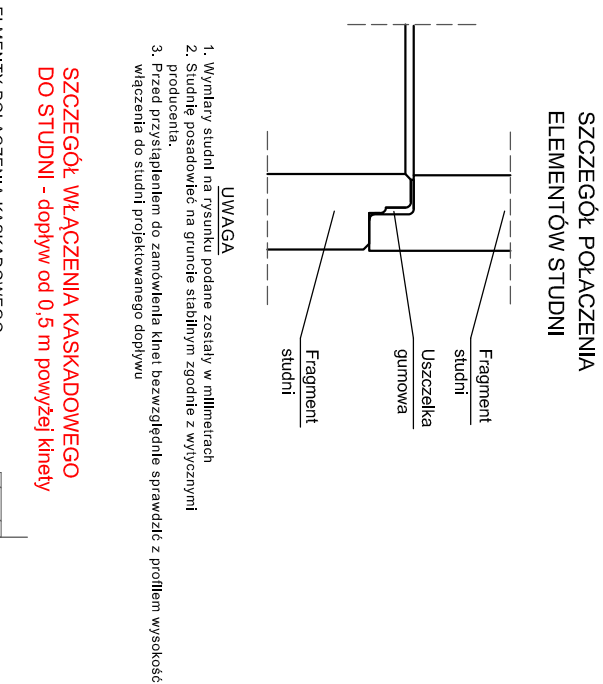 SZCZEGÓŁ POŁACZENIA
ELEMENTÓW STUDNI
Fragment
studni
Uszczelka
gumowa
Fragment
studni
UWAGA
1. Wymiary studni na rysunku podane zostały w milimetrach
2. Studnię posadowieć na gruncie stabilnym zgodnie z wytycznymi
producenta.
3. Przed przystąpieniem do zamówienia kinet bezwzględnie sprawdzić z profilem wysokość
włączenia do studni projektowanego dopływu
SZCZEGÓŁ WŁĄCZENIA KASKADOWEGO
DO STUDNI - dopływ od 0,5 m powyżej kinety